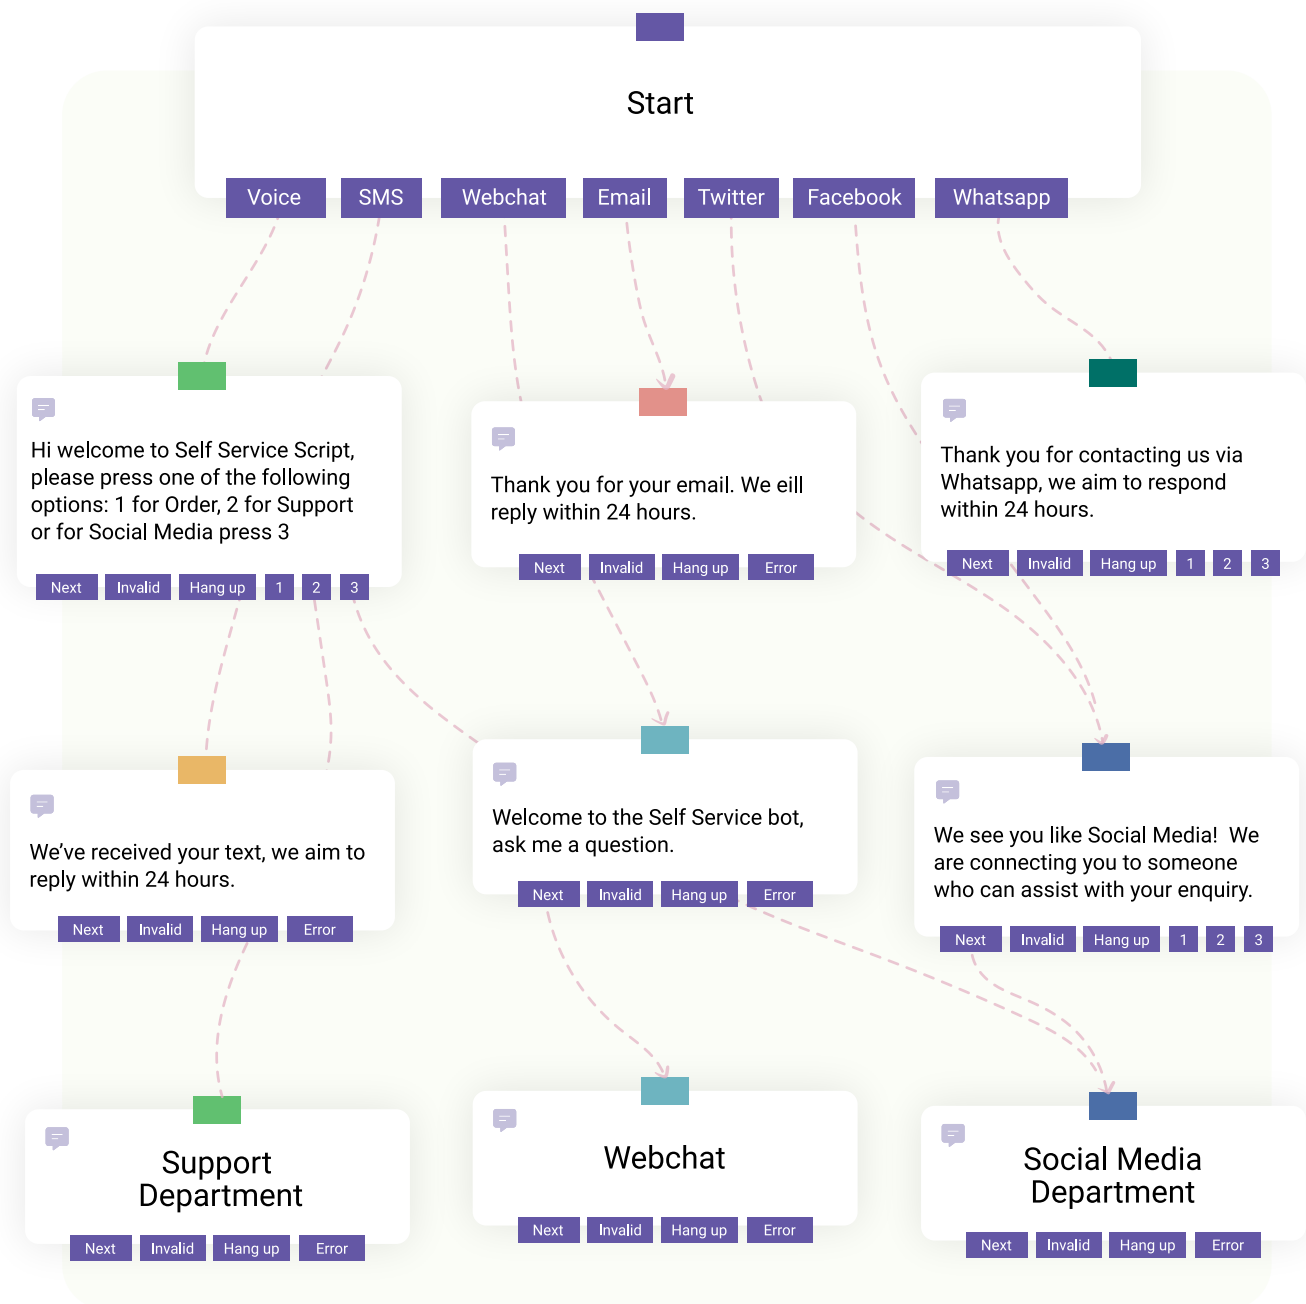 Start
Voice
SMS
Webchat
Email
Twitter
Facebook
Whatsapp
Hi welcome to Self Service Script,
please press one of the following
options: 1 for Order, 2 for Support
or for Social Media press 3
Next
Invalid
Hang up
1
2
3
Thank you for your email. We eill
reply within 24 hours.
Next
Invalid
Hang up
Error
Thank you for contacting us via
Whatsapp, we aim to respond
within 24 hours.
Next
Invalid
Hang up
1
2
3
We’ve received your text, we aim to
reply within 24 hours.
Next
Invalid
Hang up
Error
Welcome to the Self Service bot,
ask me a question.
Next
Invalid
Hang up
Error
We see you like Social Media!  We
are connecting you to someone
who can assist with your enquiry.
Next
Invalid
Hang up
1
2
3
Support
Department
Next
Invalid
Hang up
Error
Webchat
Next
Invalid
Hang up
Error
Social Media
Department
Next
Invalid
Hang up
Error